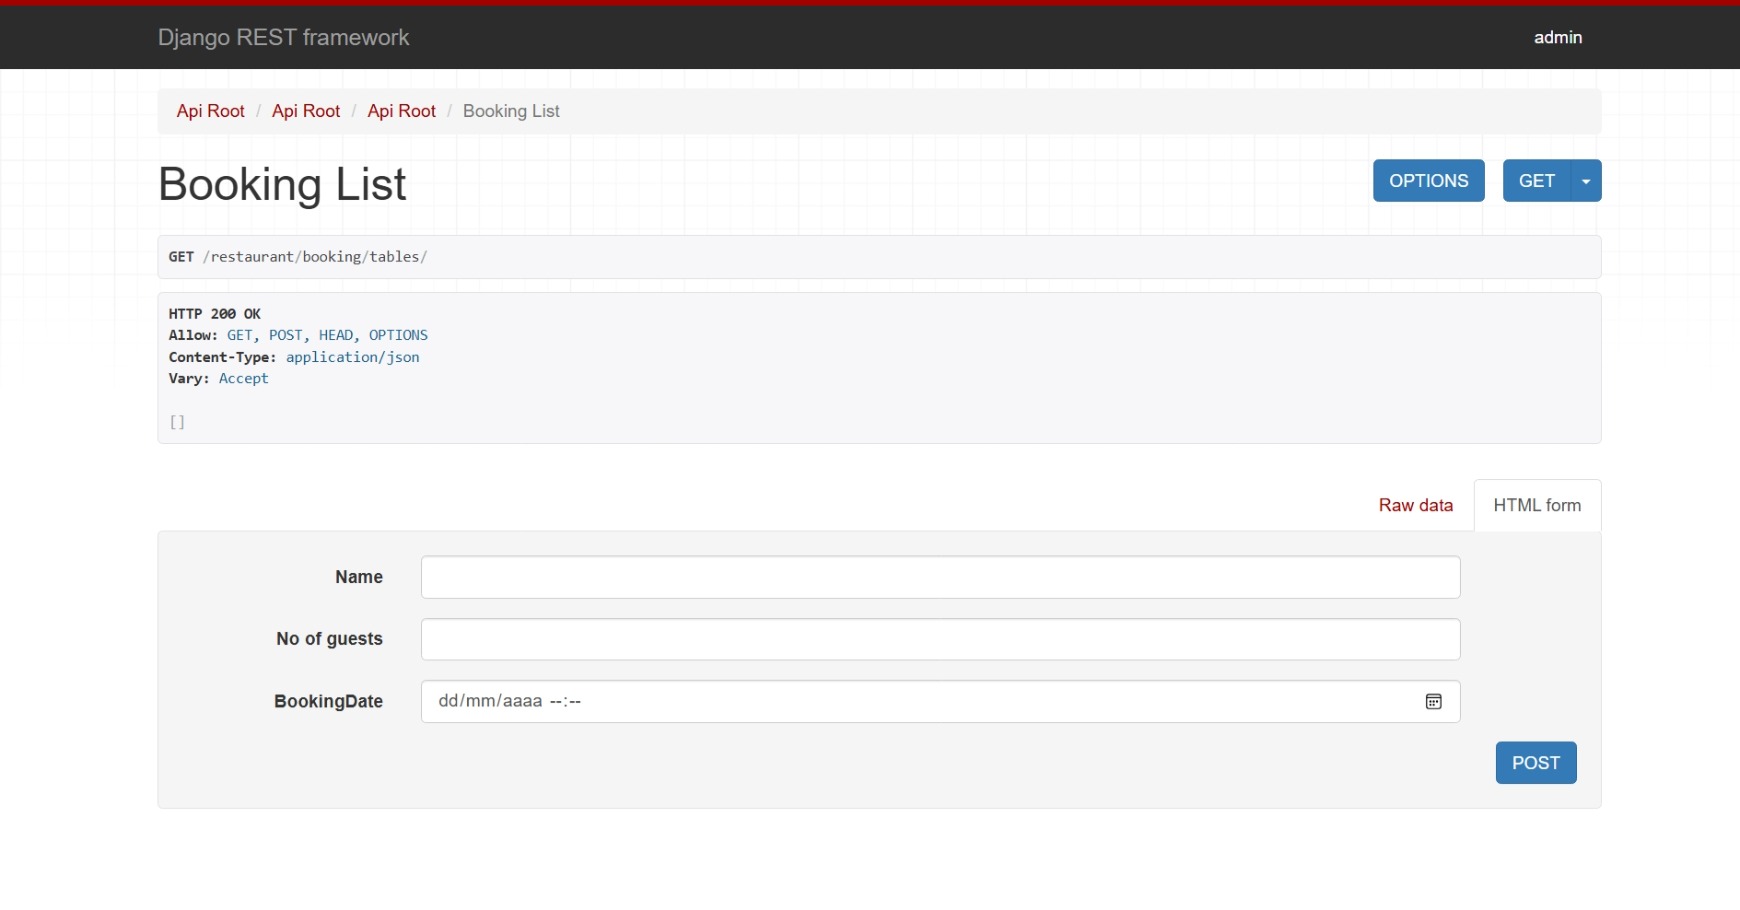 Django REST framework
admin
Api Root / Api Root / Api Root / Booking List
Booking List
OPTIONS
GET
GET /restaurant/booking/tables/
HTTP 200 OK
Allow: GET, POST, HEAD, OPTIONS
Content-Type: application/json
Vary: Accept
[]
Raw data
HTML form
Name
No of guests
BookingDate
dd/mm/aaaa --:--
POST